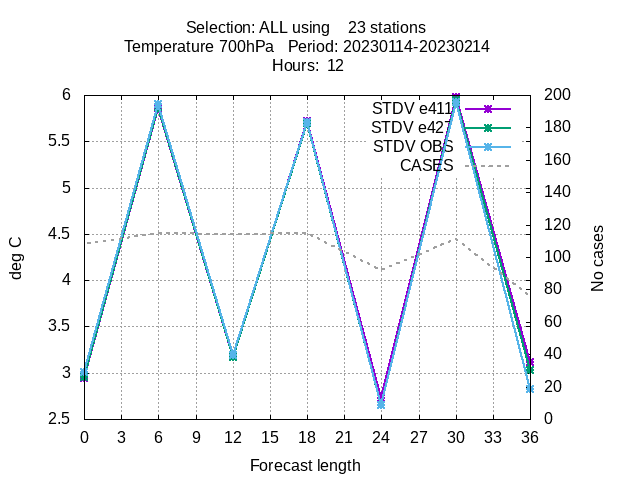 Selection: ALL using    23 stations
Temperature 700hPa   Period: 20230114-20230214
Hours:  12
STDV e411
STDV e427
STDV OBS
CASES
6
5.5
5
4.5
4
3.5
3
2.5
200
180
160
140
120
100
80
60
40
20
0
deg C
No cases
0 3 6 9 12 15 18 21 24 27 30 33 36
Forecast length